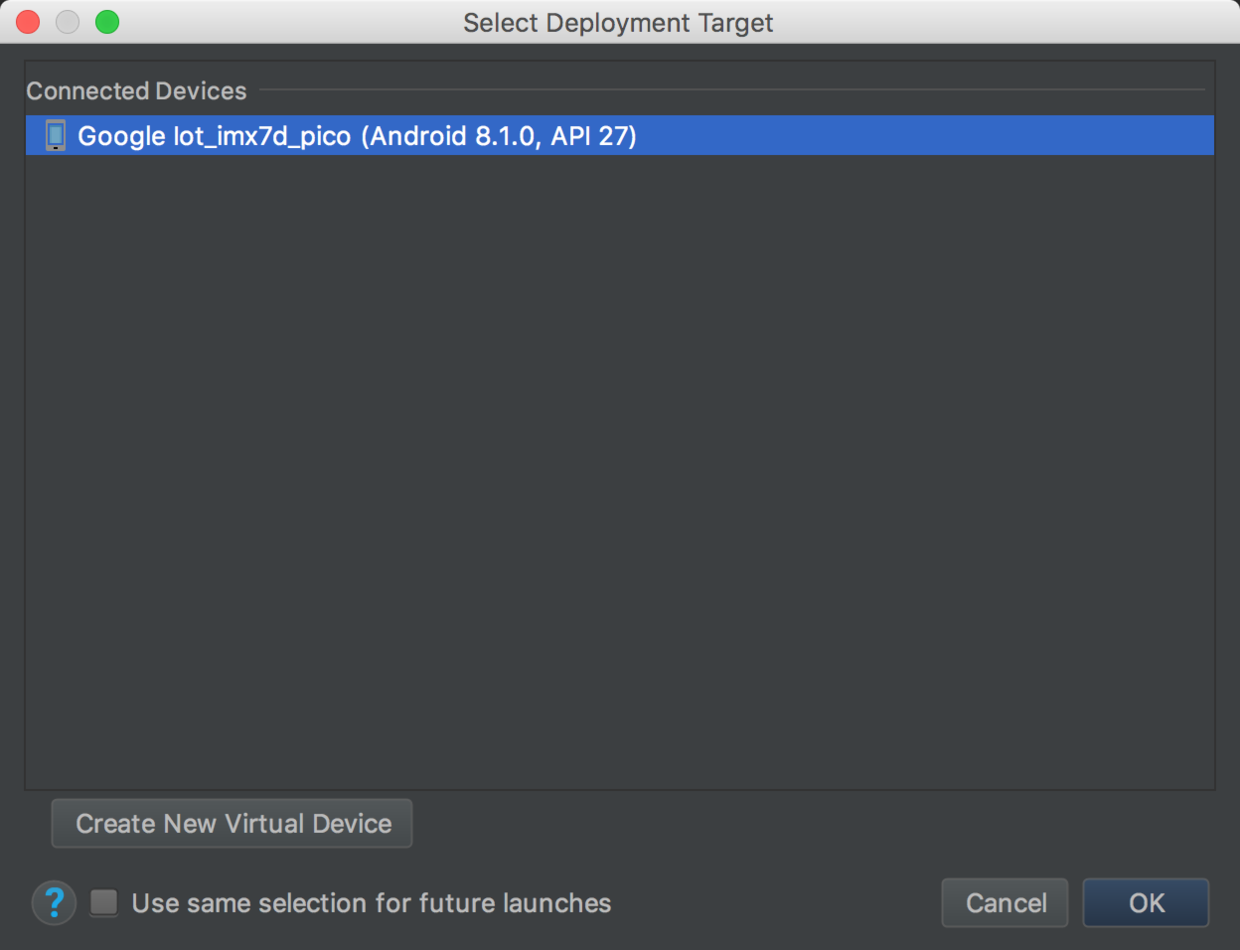 Select Deployment Target
Connected Devices
Google Iot_imx7d_pico (Android 8.1.0, API 27)
Create New Virtual Device
?
Use same selection for future launches
Cancel
OK